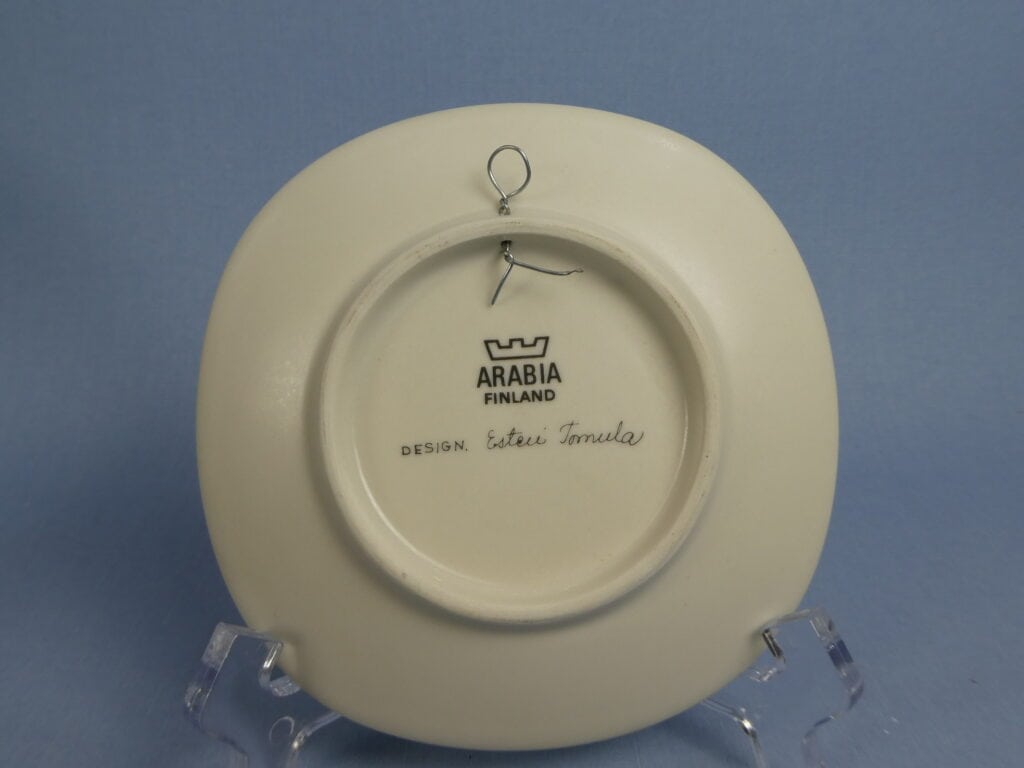 ARABIA
FINLAND
DESIGN. Esteri Tomula